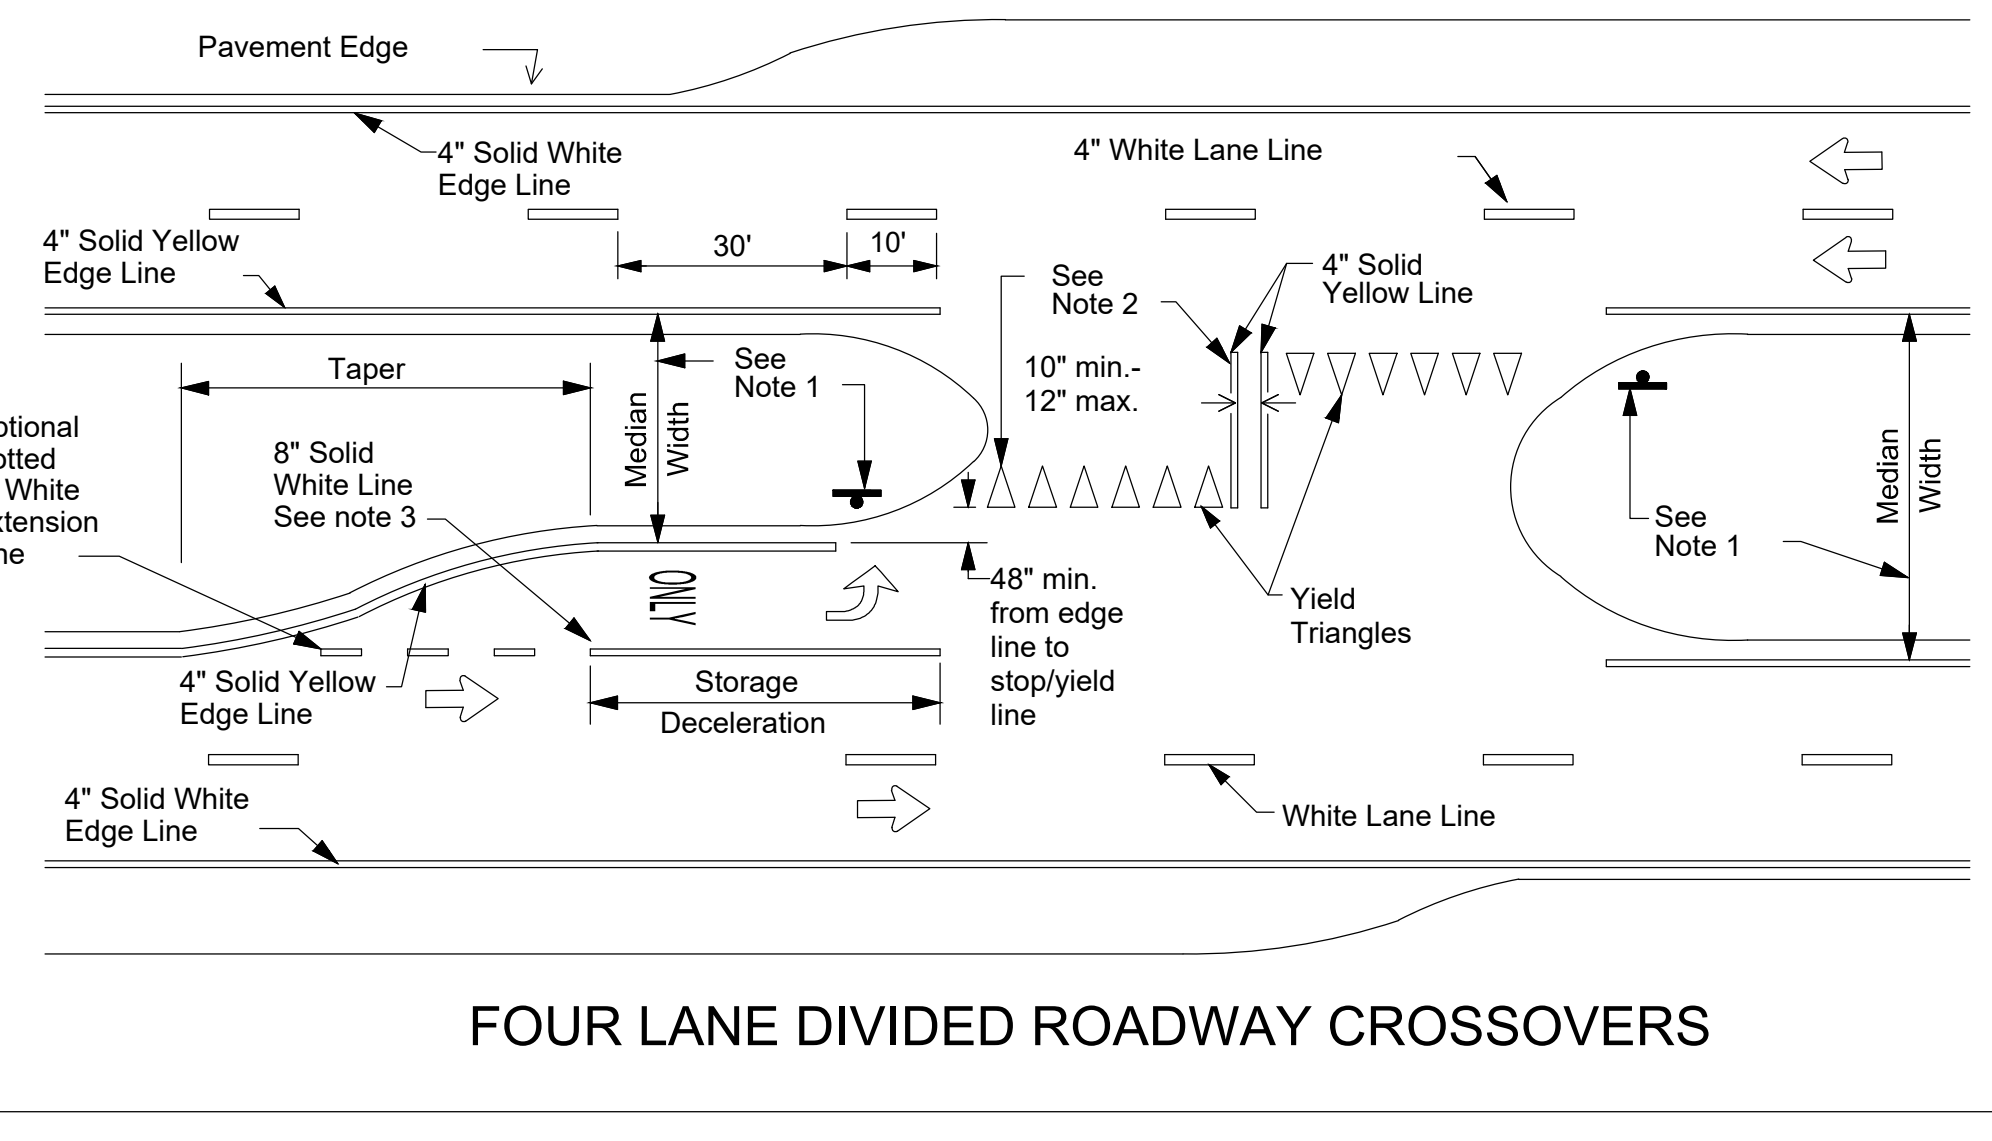 Pavement Edge
4" Solid White
Edge Line
4" White Lane Line
4" Solid Yellow
Edge Line
30'
10'
See
Note 2
4" Solid
Yellow Line
Taper
See
Note 1
10" min.-
12" max.
Median
Width
8" Solid
White Line
See note 3
White
Median
Width
See
Note 1
ONLY
48" min.
from edge
line to
stop/yield
line
Yield
Triangles
4" Solid Yellow
Edge Line
Storage
Deceleration
4" Solid White
Edge Line
White Lane Line
FOUR LANE DIVIDED ROADWAY CROSSOVERS